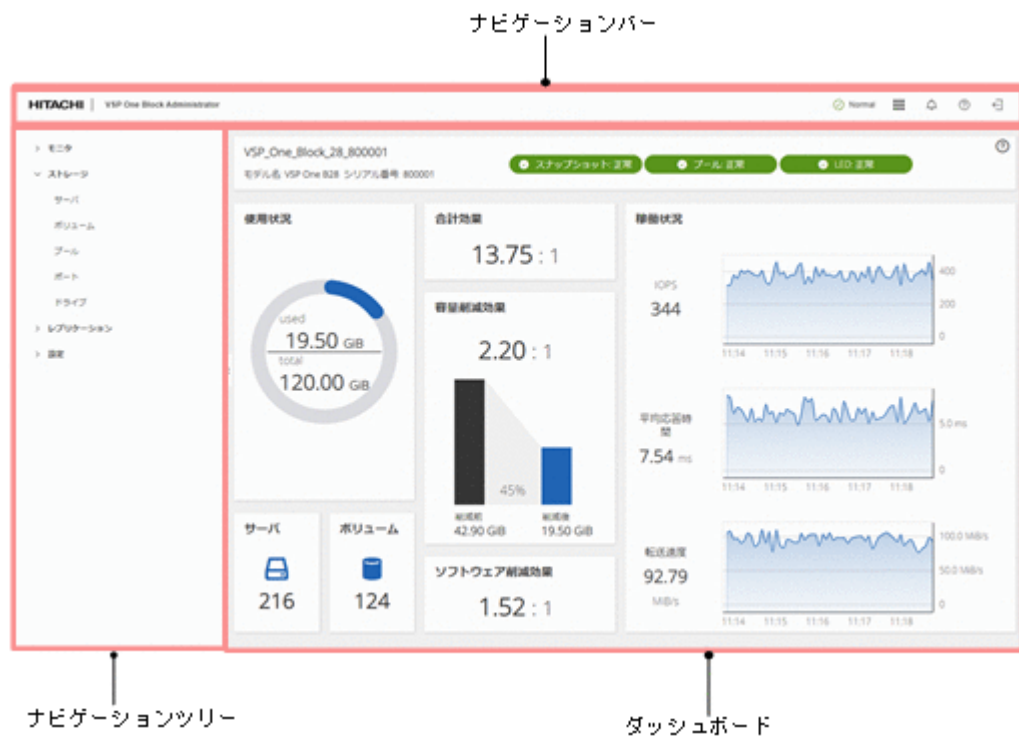 ナビゲーションバー
HITACHI VSP One Block Administrator
Normal
モニタ
ストレージ
サーバ
ボリューム
プール
ポート
ドライブ
レプリケーション
設定
VSP_One_Block_28_800001
モデル名 VSP One B28 シリアル番号 800001
スナップショット: 正常
プール: 正常
LED: 正常
使用状況
used
19.50 GiB
total
120.00 GiB
サーバ
216
ボリューム
124
合計効果
13.75 : 1
容量削減効果
2.20 : 1
45%
削減前
42.90 GiB
削減後
19.50 GiB
ソフトウェア削減効果
1.52 : 1
稼働状況
IOPS
344
400
200
0
11:14 11:15 11:16 11:17 11:18
平均応答時
間
7.54 ms
5.0 ms
0
11:14 11:15 11:16 11:17 11:18
転送速度
92.79
MiB/s
100.0 MiB/s
50.0 MiB/s
0
11:14 11:15 11:16 11:17 11:18
ナビゲーションツリー
ダッシュボード